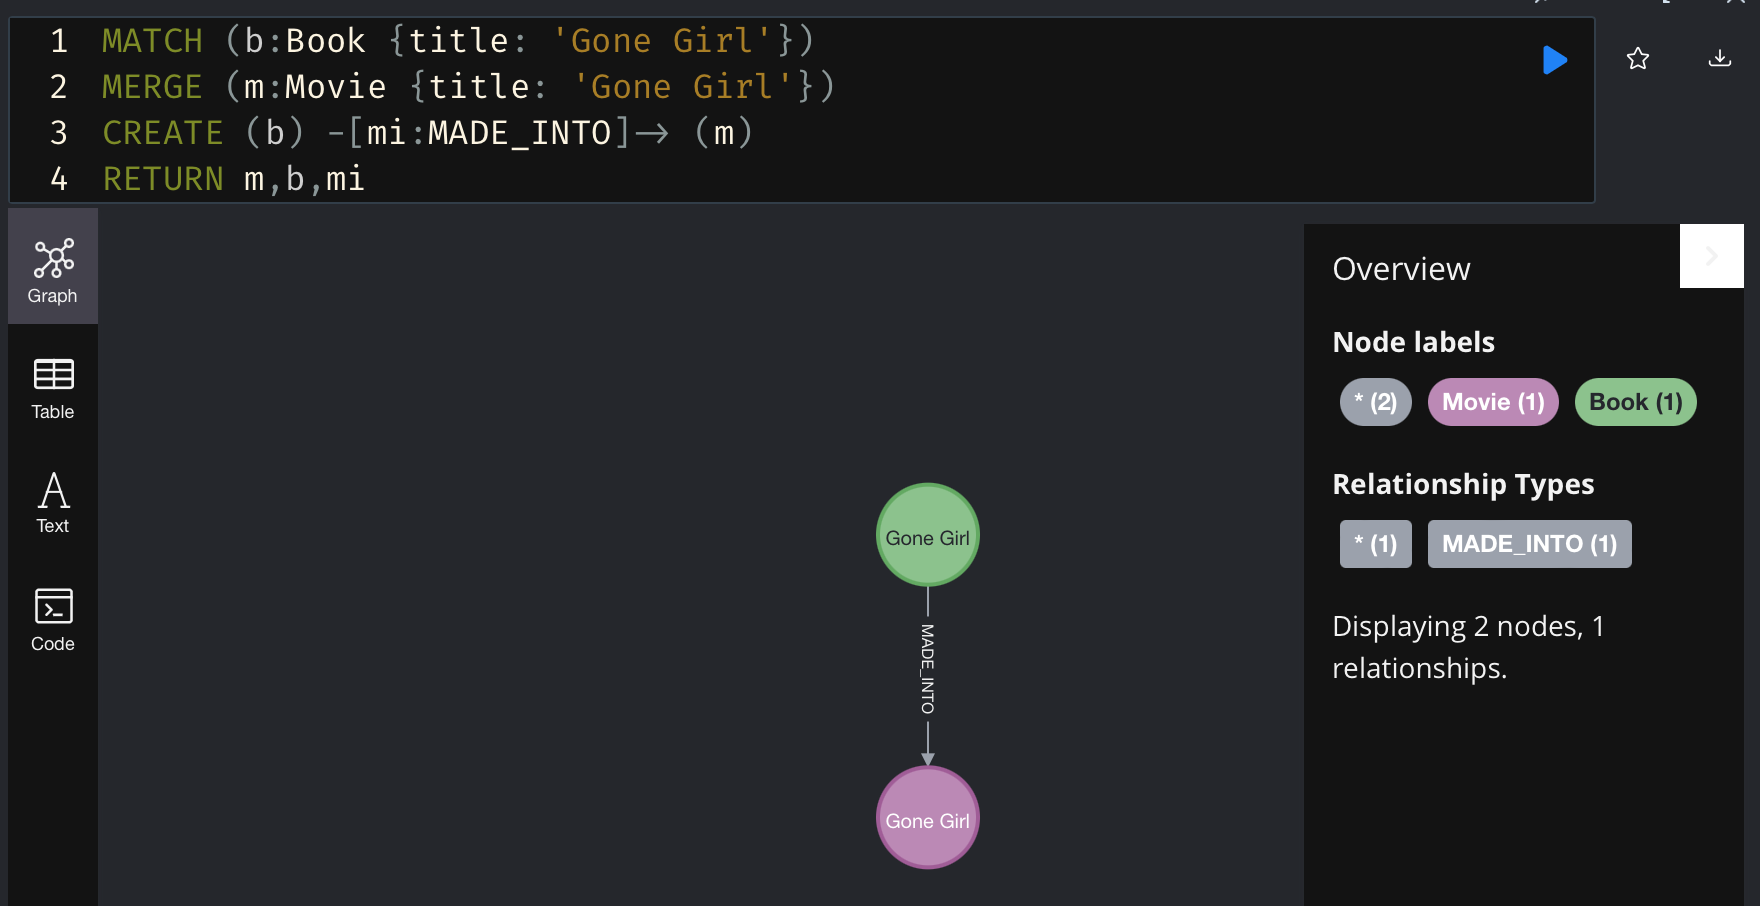 1 MATCH (b:Book {title: 'Gone Girl'})
2 MERGE (m:Movie {title: 'Gone Girl'})
3 CREATE (b) -[mi:MADE_INTO]-> (m)
4 RETURN m,b,mi
Graph
Table
Text
Code
Gone Girl
MADE_INTO
Gone Girl
Overview
Node labels
* (2) Movie (1) Book (1)
Relationship Types
* (1) MADE_INTO (1)
Displaying 2 nodes, 1
relationships.